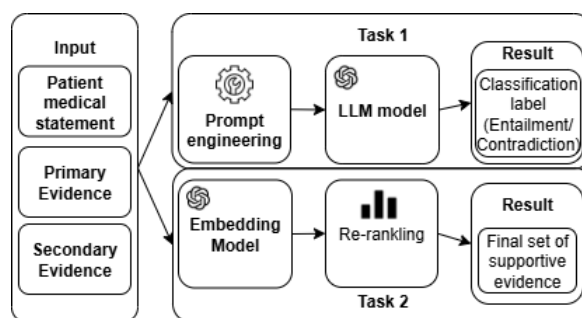 Input
Patient
medical
statement
Primary
Evidence
Secondary
Evidence
Task 1
Prompt
engineering
LLM model
Result
Classification
label
(Entailment/
Contradiction)
Embedding
Model
Re-rankling
Result
Final set of
supportive
evidence
Task 2